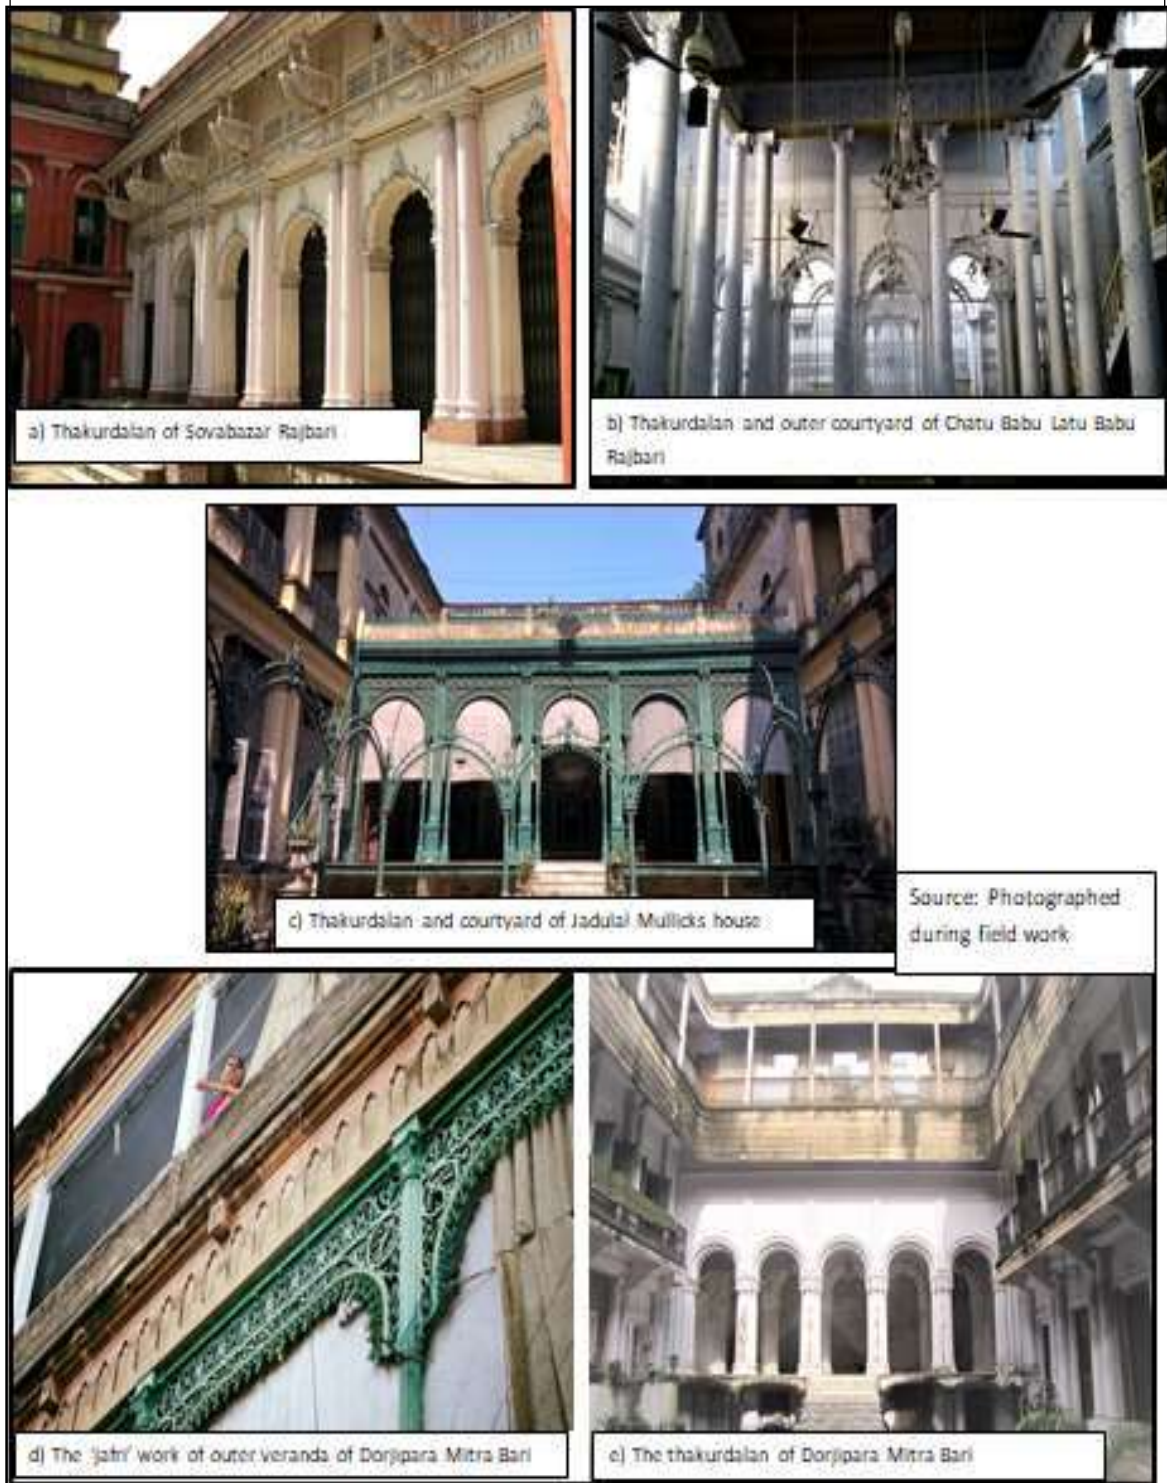 a) Thakurdalan of Sovabazar Rajbari
b) Thakurdalan and outer courtyard of Chatu Babu Latu Babu
Rajbari
c) Thakurdalan and courtyard of Jadulal Mullicks house
Source: Photographed
during field work
d) The 'jafri' work of outer veranda of Dorjipara Mitra Bari
e) The thakurdalan of Dorjipara Mitra Bari